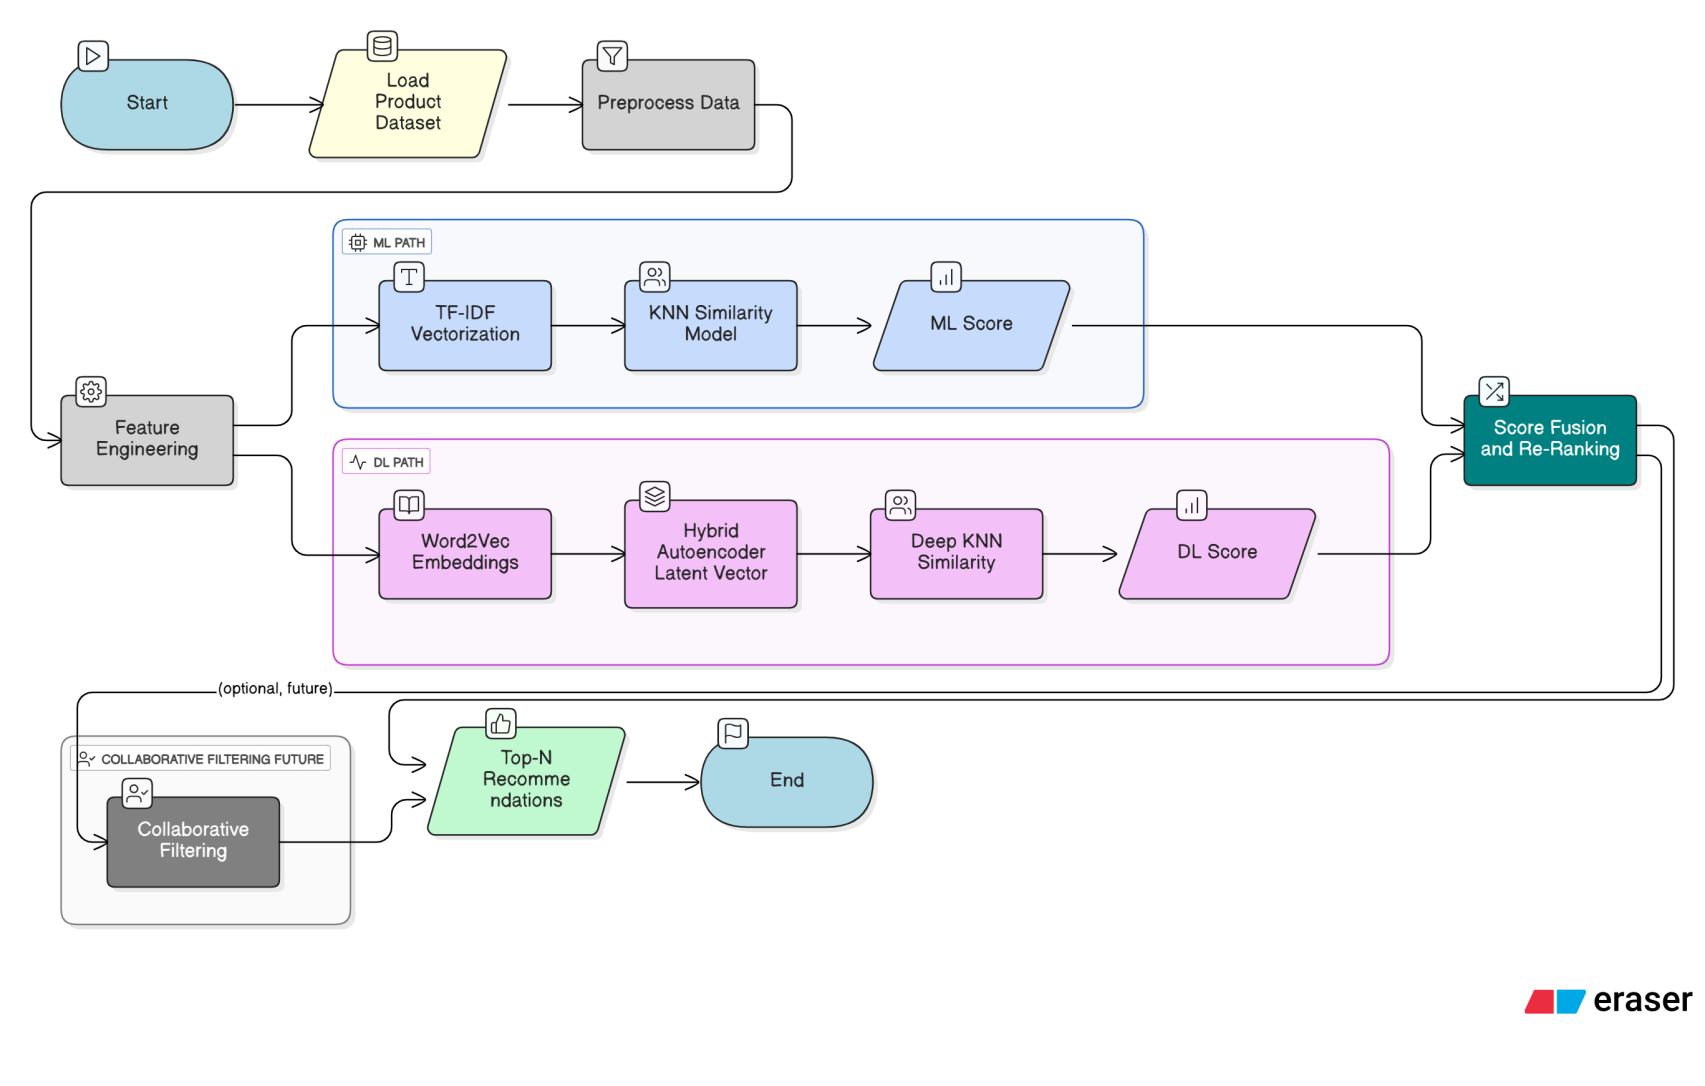 Start
Load
Product
Dataset
Preprocess Data
ML PATH
TF-IDF
Vectorization
KNN Similarity
Model
ML Score
Feature
Engineering
Score Fusion
and Re-Ranking
DL PATH
Word2Vec
Embeddings
Hybrid
Autoencoder
Latent Vector
Deep KNN
Similarity
DL Score
(optional, future)
COLLABORATIVE FILTERING FUTURE
Collaborative
Filtering
Top-N
Recomme
ndations
End
eraser